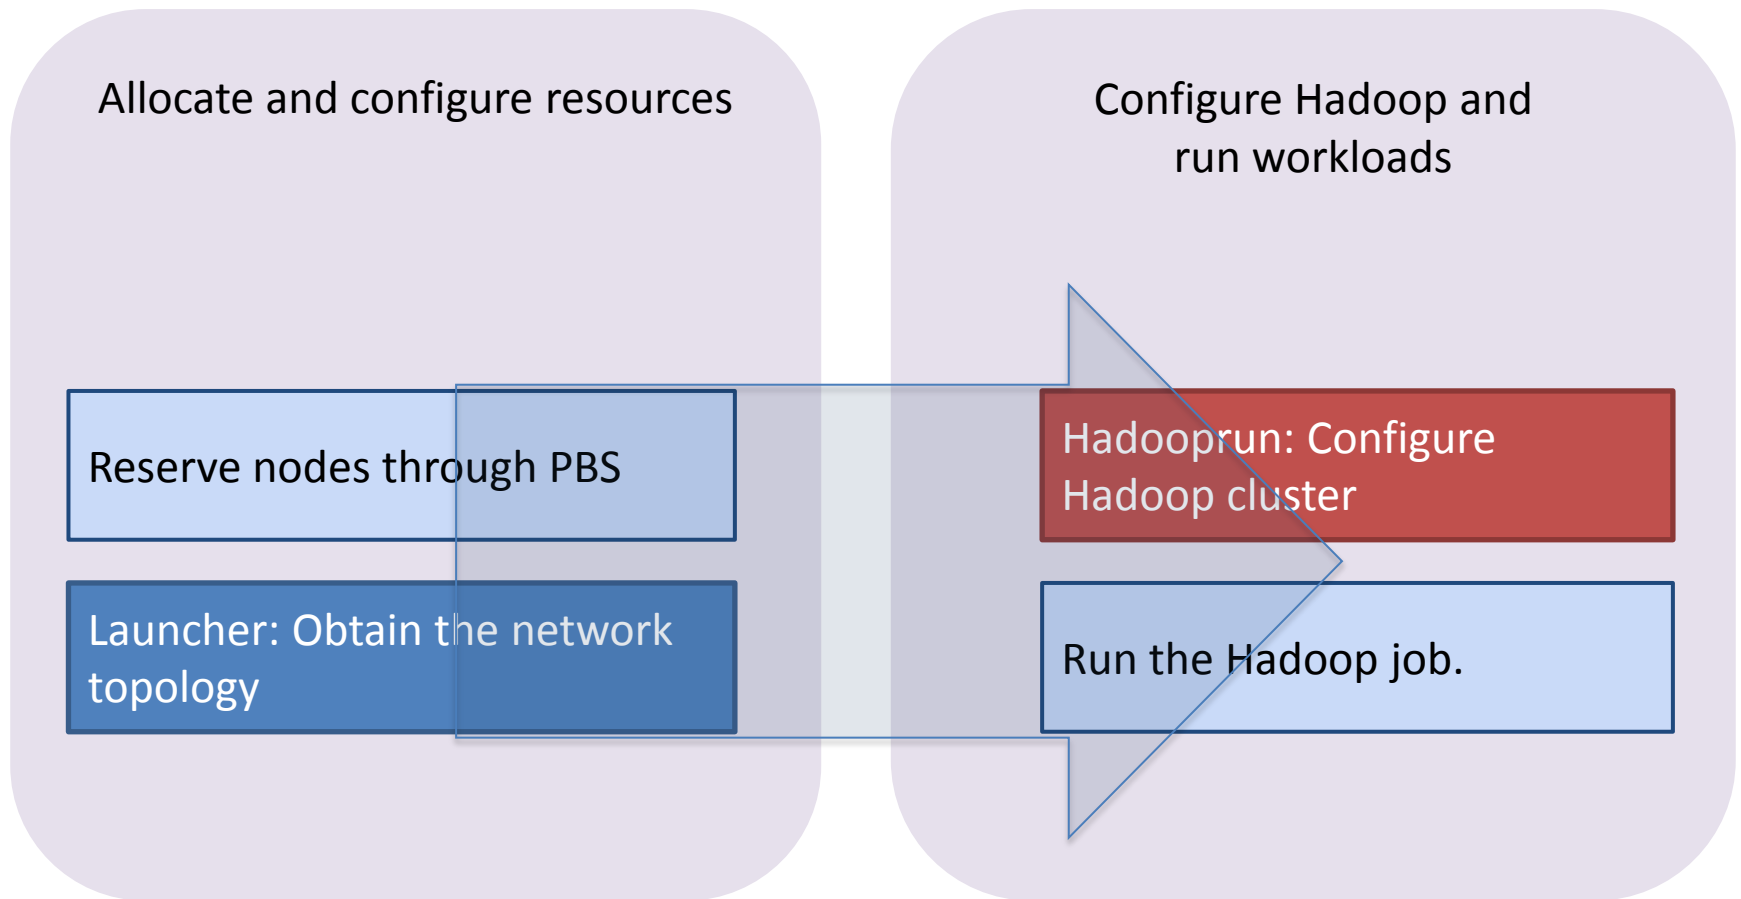 Allocate and configure resources
Reserve nodes through PBS
Launcher: Obtain the network
topology
Configure Hadoop and
run workloads
Hadooprun: Configure
Hadoop cluster
Run the Hadoop job.